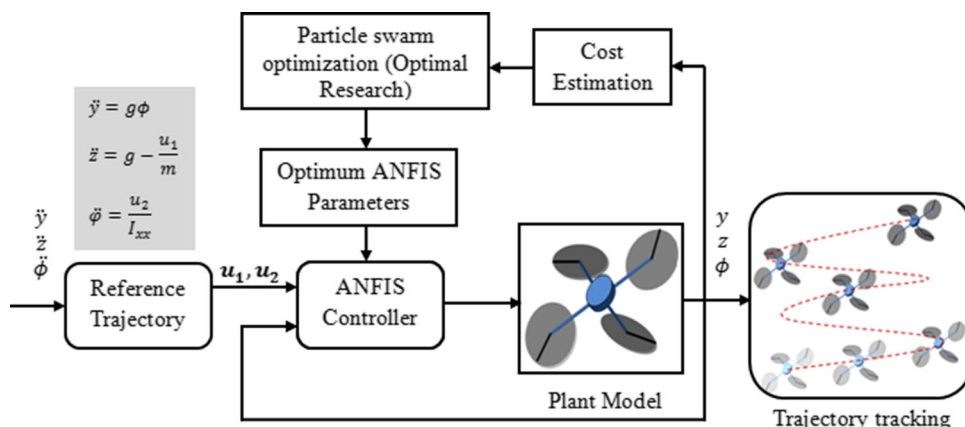 Particle swarm
optimization (Optimal
Research)
Cost
Estimation
ÿ = gϕ
z̈ = g − u₁/m
φ̈ = u₂/Iₓₓ
Optimum ANFIS
Parameters
ÿ
z̈
ϕ̈
Reference
Trajectory
u₁, u₂
ANFIS
Controller
Plant Model
y
z
ϕ
Trajectory tracking